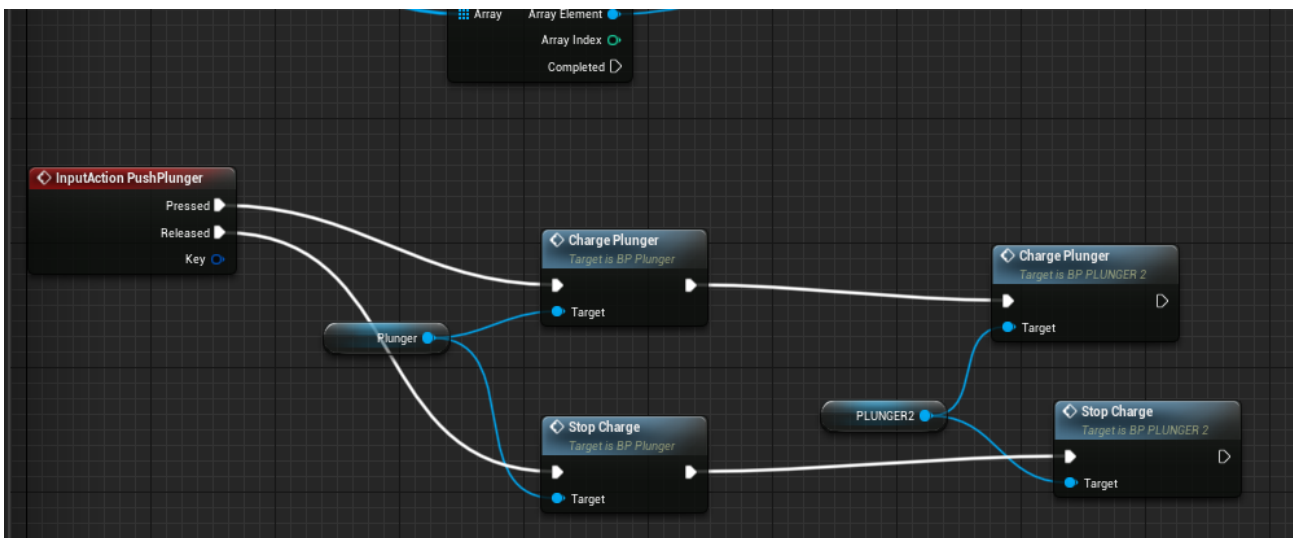 Array Array Element
Array Index
Completed
InputAction PushPlunger
Pressed
Released
Key
Plunger
Charge Plunger
Target is BP Plunger
Target
Stop Charge
Target is BP Plunger
Target
Charge Plunger
Target is BP PLUNGER 2
Target
PLUNGER2
Stop Charge
Target is BP PLUNGER 2
Target